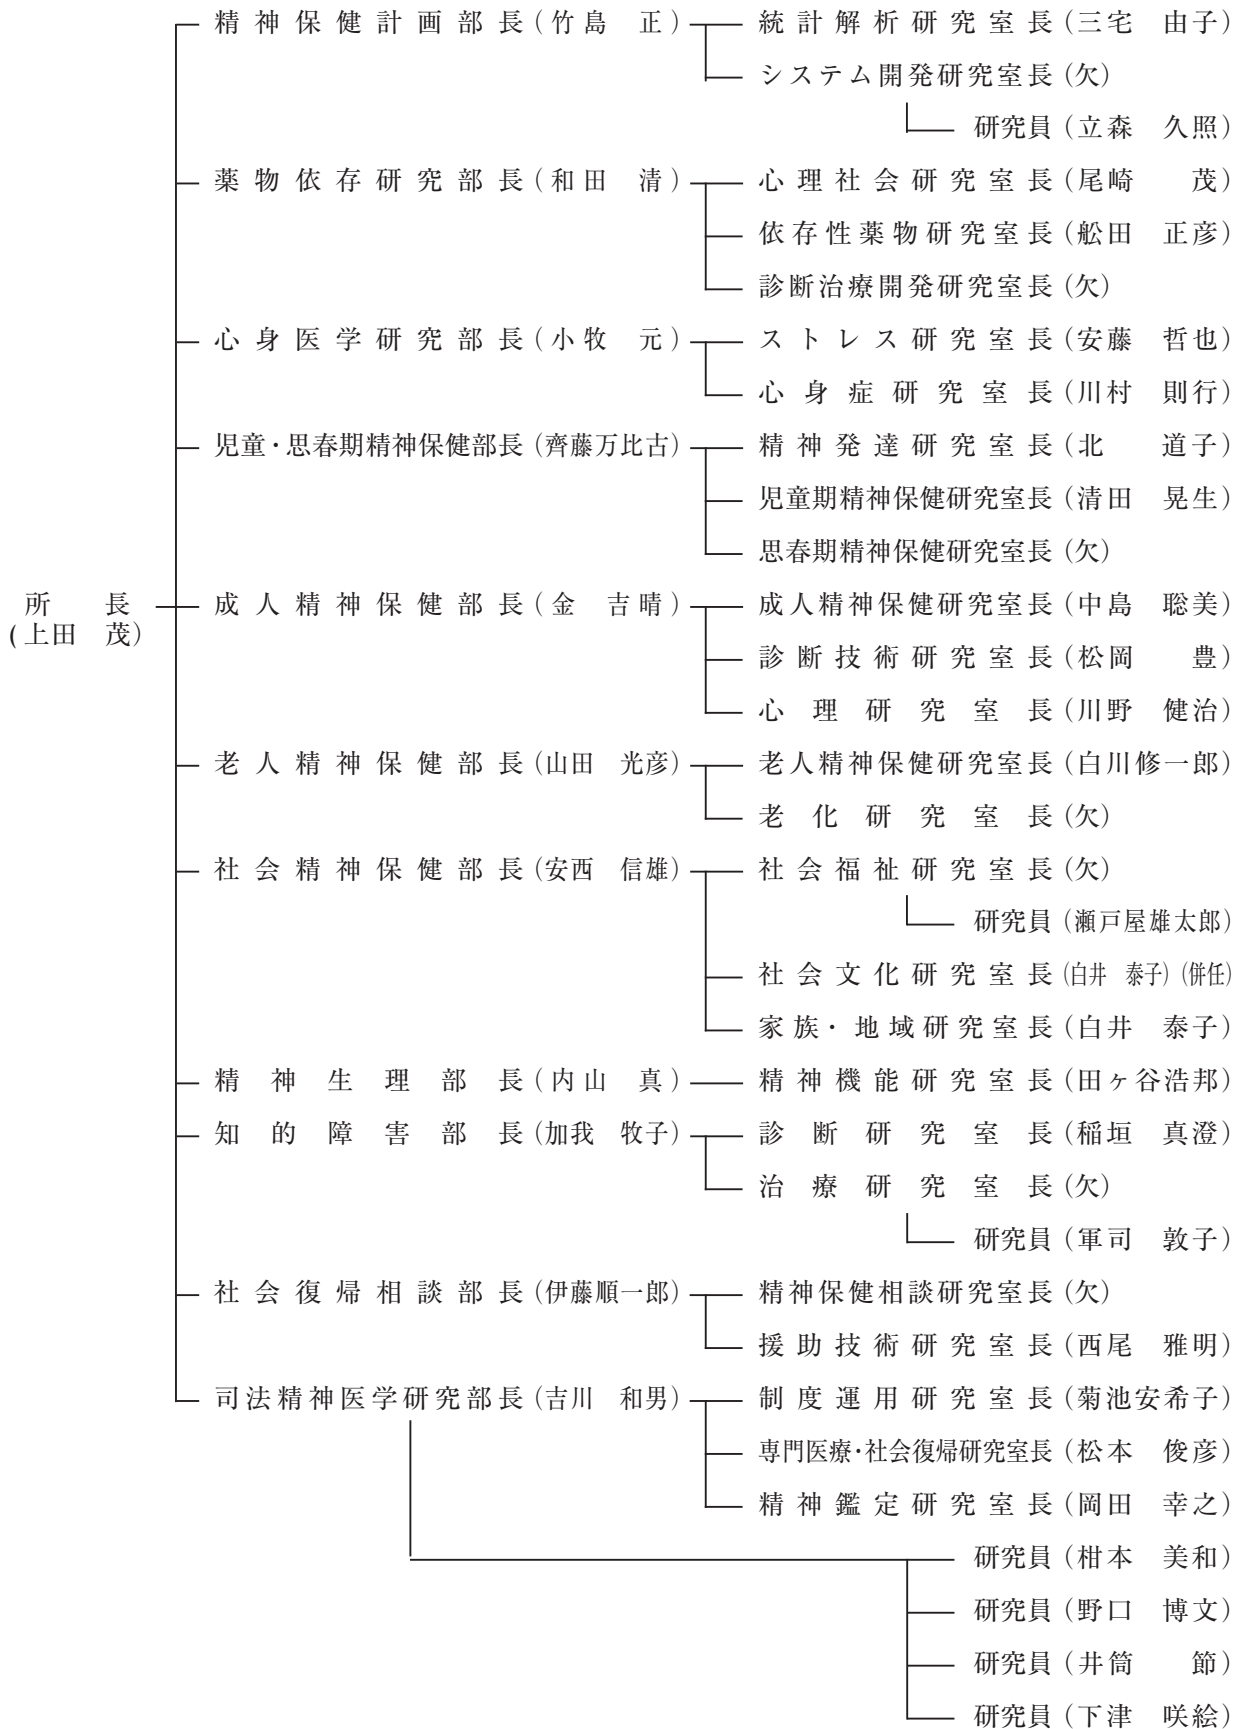 精神保健計画部長(竹島 正) 統計解析研究室長(三宅 由子)
システム開発研究室長(欠)
研究員(立森 久照)
薬物依存研究部長(和田 清) 心理社会研究室長(尾崎 茂)
依存性薬物研究室長(舩田 正彦)
診断治療開発研究室長(欠)
心身医学研究部長(小牧 元) ストレス研究室長(安藤 哲也)
心身症研究室長(川村 則行)
児童・思春期精神保健部長(齊藤万比古) 精神発達研究室長(北 道子)
児童期精神保健研究室長(清田 晃生)
思春期精神保健研究室長(欠)
所 長 成人精神保健部長(金 吉晴) 成人精神保健研究室長(中島 聡美)
(上田 茂)
診断技術研究室長(松岡 豊)
心理研究室長(川野 健治)
老人精神保健部長(山田 光彦) 老人精神保健研究室長(白川修一郎)
老化研究室長(欠)
社会精神保健部長(安西 信雄) 社会福祉研究室長(欠)
研究員(瀬戸屋雄太郎)
社会文化研究室長(白井 泰子)(併任)
家族・地域研究室長(白井 泰子)
精神生理部長(内山 真) 精神機能研究室長(田ヶ谷浩邦)
知的障害部長(加我 牧子) 診断研究室長(稲垣 真澄)
治療研究室長(欠)
研究員(軍司 敦子)
社会復帰相談部長(伊藤順一郎) 精神保健相談研究室長(欠)
援助技術研究室長(西尾 雅明)
司法精神医学研究部長(吉川 和男) 制度運用研究室長(菊池安希子)
専門医療・社会復帰研究室長(松本 俊彦)
精神鑑定研究室長(岡田 幸之)
研究員(柑本 美和)
研究員(野口 博文)
研究員(井筒 節)
研究員(下津 咲絵)